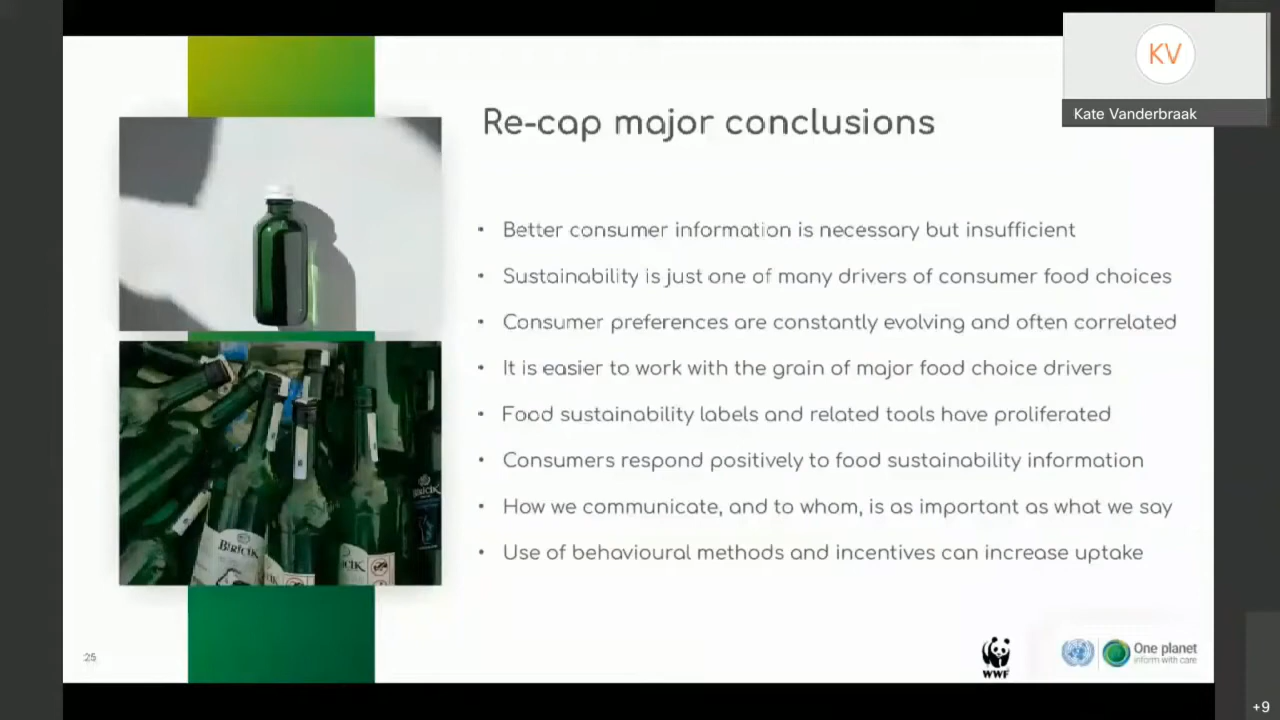 KV
Kate Vanderbraak
Re-cap major conclusions
• Better consumer information is necessary but insufficient
• Sustainability is just one of many drivers of consumer food choices
• Consumer preferences are constantly evolving and often correlated
• It is easier to work with the grain of major food choice drivers
• Food sustainability labels and related tools have proliferated
• Consumers respond positively to food sustainability information
• How we communicate, and to whom, is as important as what we say
• Use of behavioural methods and incentives can increase uptake
BIRICIK
25
WWF
One planet
inform with care
+9